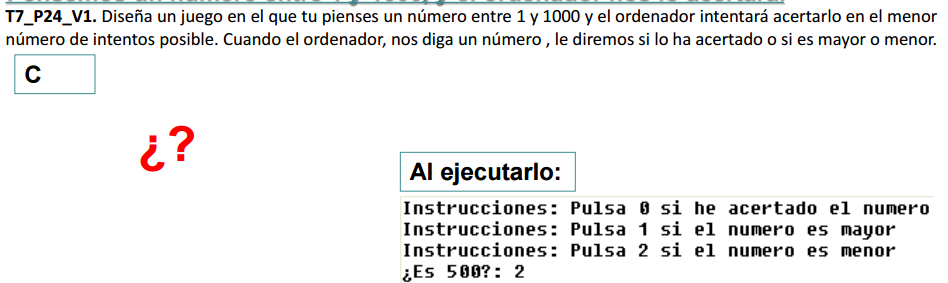 T7_P24_V1. Diseña un juego en el que tu pienses un número entre 1 y 1000 y el ordenador intentará acertarlo en el menor
número de intentos posible. Cuando el ordenador, nos diga un número , le diremos si lo ha acertado o si es mayor o menor.
C
¿?
Al ejecutarlo:
Instrucciones: Pulsa 0 si he acertado el numero
Instrucciones: Pulsa 1 si el numero es mayor
Instrucciones: Pulsa 2 si el numero es menor
¿Es 500?: 2